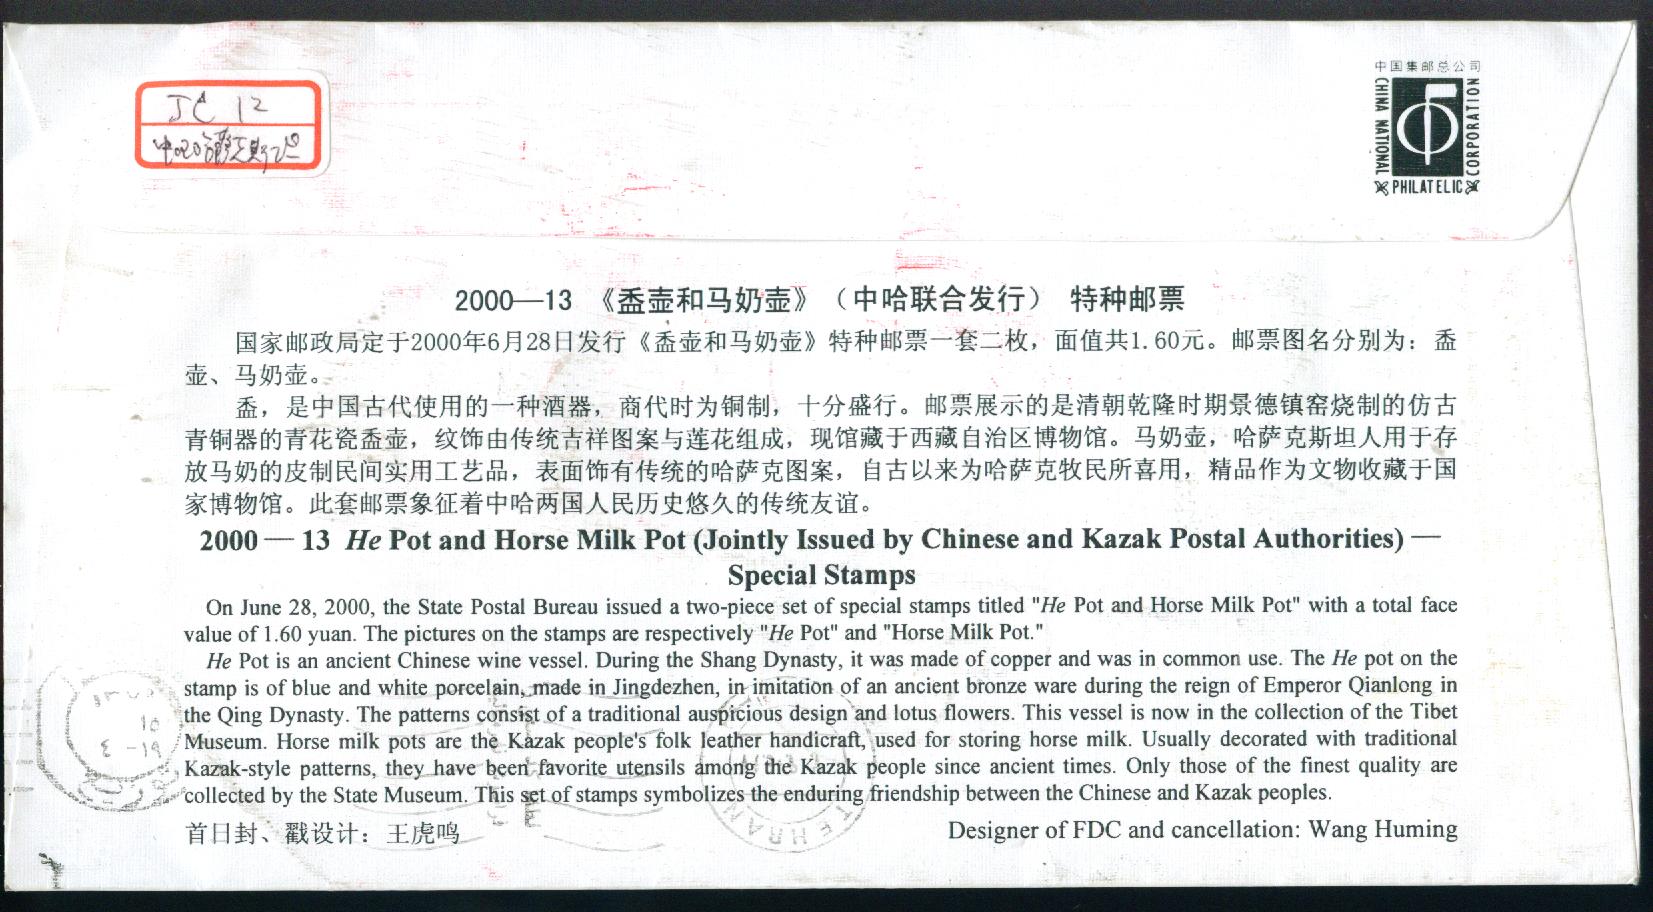 JC 12
中国集邮总公司
CHINA NATIONAL
PHILATELIC
CORPORATION
2000—13 《盉壶和马奶壶》（中哈联合发行） 特种邮票
国家邮政局定于2000年6月28日发行《盉壶和马奶壶》特种邮票一套二枚，面值共1.60元。邮票图名分别为：盉
壶、马奶壶。
盉，是中国古代使用的一种酒器，商代时为铜制，十分盛行。邮票展示的是清朝乾隆时期景德镇窑烧制的仿古
青铜器的青花瓷盉壶，纹饰由传统吉祥图案与莲花组成，现馆藏于西藏自治区博物馆。马奶壶，哈萨克斯坦人用于存
放马奶的皮制民间实用工艺品，表面饰有传统的哈萨克图案，自古以来为哈萨克牧民所喜用，精品作为文物收藏于国
家博物馆。此套邮票象征着中哈两国人民历史悠久的传统友谊。
2000 — 13 He Pot and Horse Milk Pot (Jointly Issued by Chinese and Kazak Postal Authorities) —
Special Stamps
On June 28, 2000, the State Postal Bureau issued a two-piece set of special stamps titled "He Pot and Horse Milk Pot" with a total face
value of 1.60 yuan. The pictures on the stamps are respectively "He Pot" and "Horse Milk Pot."
He Pot is an ancient Chinese wine vessel. During the Shang Dynasty, it was made of copper and was in common use. The He pot on the
stamp is of blue and white porcelain, made in Jingdezhen, in imitation of an ancient bronze ware during the reign of Emperor Qianlong in
the Qing Dynasty. The patterns consist of a traditional auspicious design and lotus flowers. This vessel is now in the collection of the Tibet
Museum. Horse milk pots are the Kazak people's folk leather handicraft, used for storing horse milk. Usually decorated with traditional
Kazak-style patterns, they have been favorite utensils among the Kazak people since ancient times. Only those of the finest quality are
collected by the State Museum. This set of stamps symbolizes the enduring friendship between the Chinese and Kazak peoples.
首日封、戳设计：王虎鸣
Designer of FDC and cancellation: Wang Huming
TEHRAN